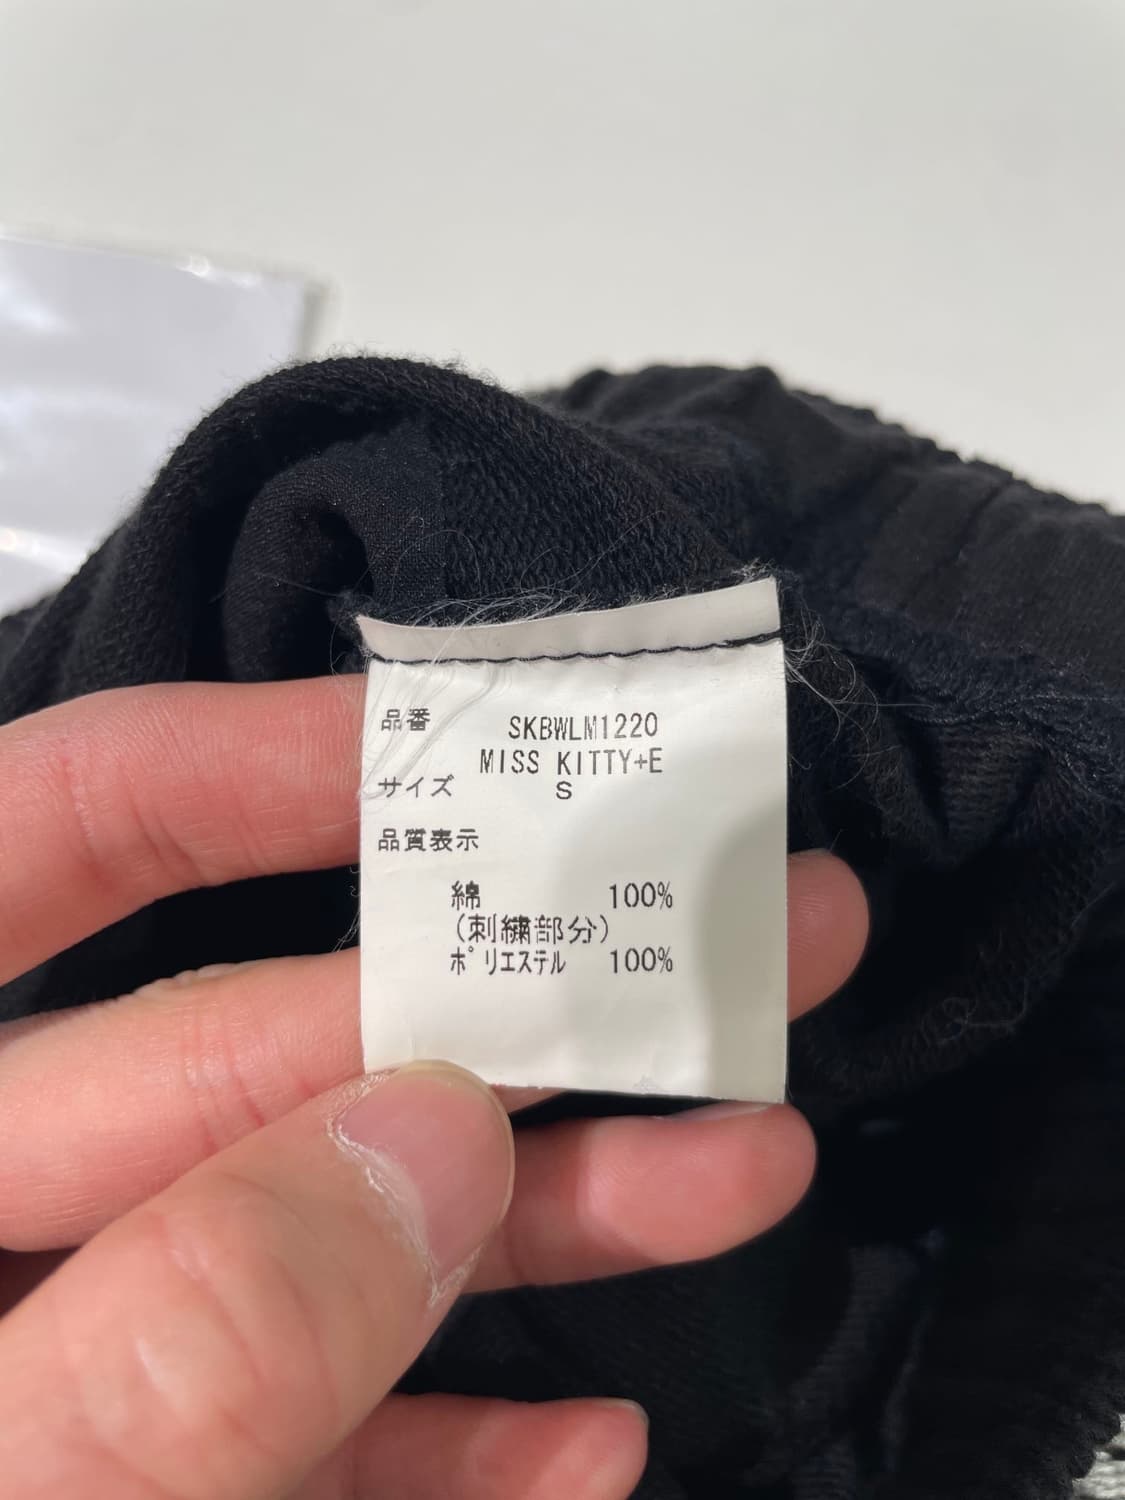 品番 SKBWLM1220
MISS KITTY+E
サイズ S
品質表示
綿 100%
(刺繍部分)
ポリエステル 100%